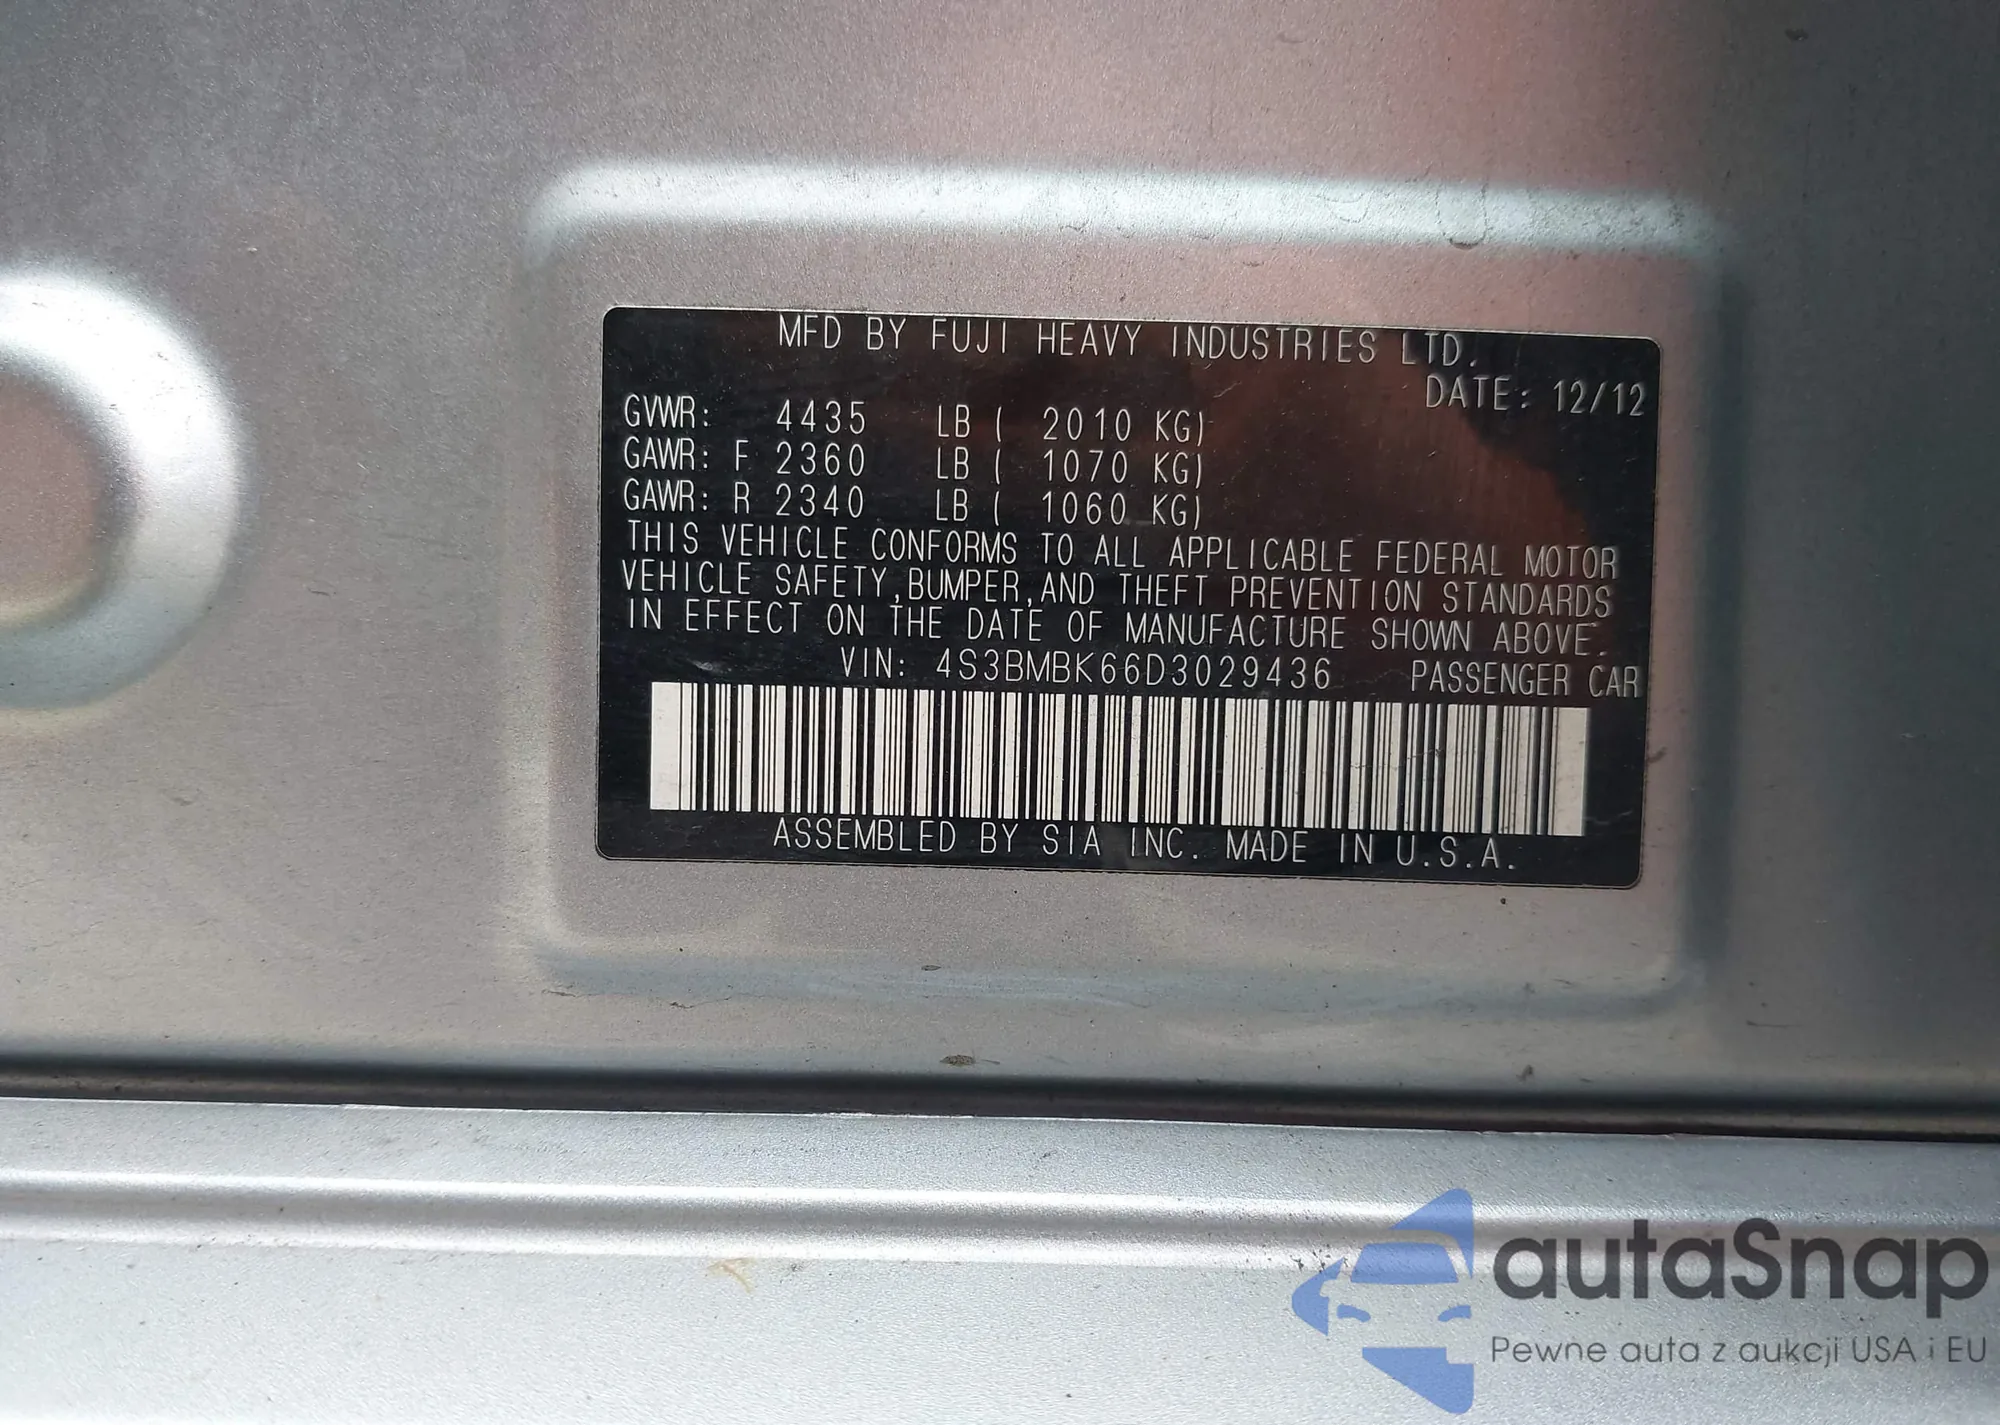 MFD BY FUJI HEAVY INDUSTRIES LTD.
DATE: 12/12
GVWR: 4435 LB ( 2010 KG)
GAWR: F 2360 LB ( 1070 KG)
GAWR: R 2340 LB ( 1060 KG)
THIS VEHICLE CONFORMS TO ALL APPLICABLE FEDERAL MOTOR
VEHICLE SAFETY,BUMPER,AND THEFT PREVENTION STANDARDS
IN EFFECT ON THE DATE OF MANUFACTURE SHOWN ABOVE.
VIN: 4S3BMBK66D3029436 PASSENGER CAR
ASSEMBLED BY SIA INC. MADE IN U.S.A.
autaSnap
Pewne auta z aukcji USA i EU